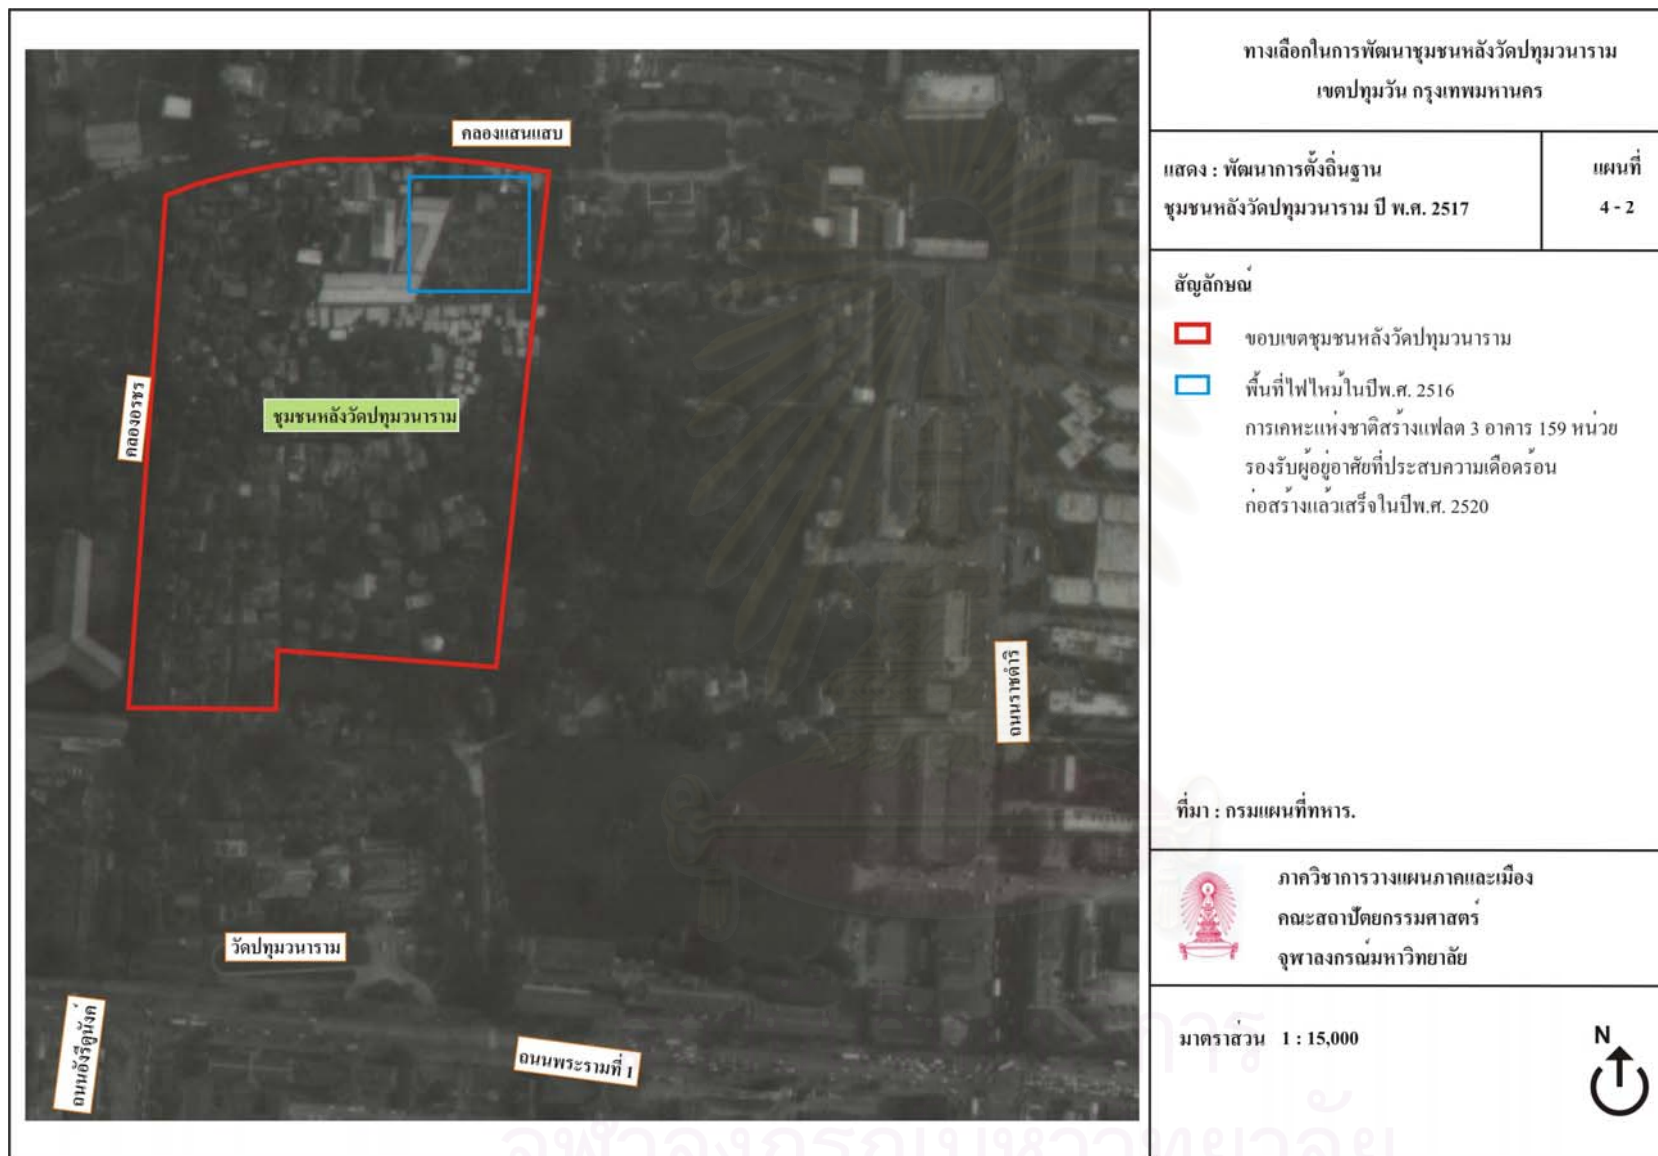 ทางเลือกในการพัฒนาชุมชนหลังวัดปทุมวนาราม
เขตปทุมวัน กรุงเทพมหานคร
แสดง : พัฒนาการตั้งถิ่นฐาน
ชุมชนหลังวัดปทุมวนาราม ปี พ.ศ. 2517
แผนที่
4 - 2
สัญลักษณ์
ขอบเขตชุมชนหลังวัดปทุมวนาราม
พื้นที่ไฟไหม้ในปีพ.ศ. 2516
การเคหะแห่งชาติสร้างแฟลต 3 อาคาร 159 หน่วย
รองรับผู้อยู่อาศัยที่ประสบความเดือดร้อน
ก่อสร้างแล้วเสร็จในปีพ.ศ. 2520
ที่มา : กรมแผนที่ทหาร.
ภาควิชาการวางแผนภาคและเมือง
คณะสถาปัตยกรรมศาสตร์
จุฬาลงกรณ์มหาวิทยาลัย
มาตราส่วน 1 : 15,000
N
คลองแสนแสบ
คลองอรชร
ชุมชนหลังวัดปทุมวนาราม
ถนนราชดำริ
วัดปทุมวนาราม
ถนนอังรีดูนังต์
ถนนพระรามที่ 1
จุฬาลงกรณ์มหาวิทยาลัย